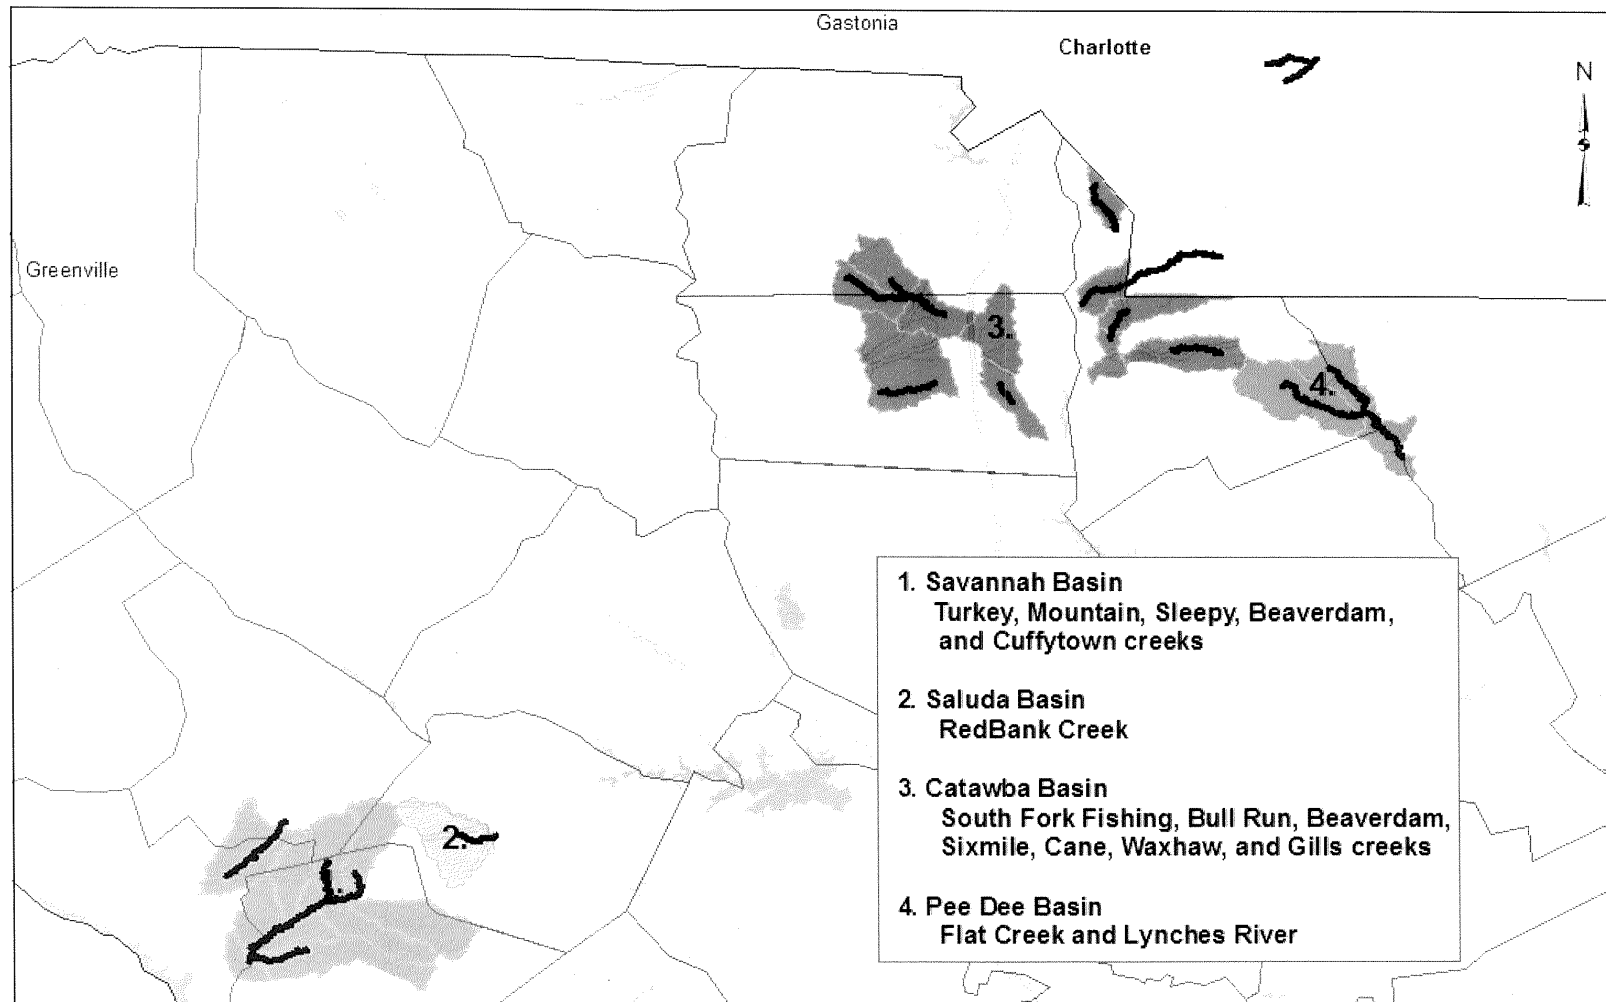 Gastonia
Charlotte
N
Greenville
3.
4.
1. Savannah Basin
Turkey, Mountain, Sleepy, Beaverdam,
and Cuffytown creeks
2. Saluda Basin
RedBank Creek
3. Catawba Basin
South Fork Fishing, Bull Run, Beaverdam,
Sixmile, Cane, Waxhaw, and Gills creeks
4. Pee Dee Basin
Flat Creek and Lynches River
2.